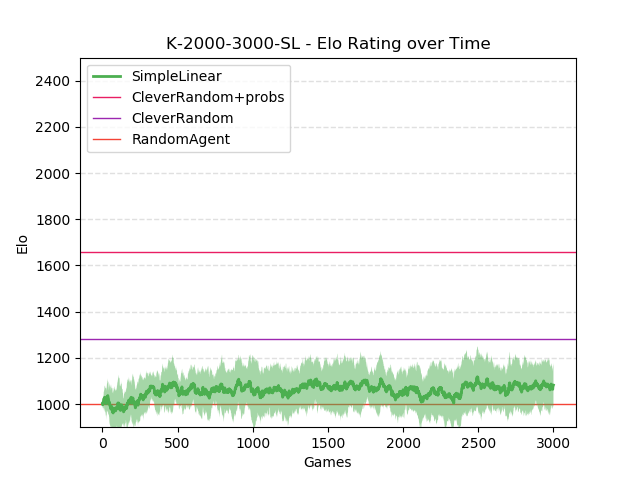 K-2000-3000-SL - Elo Rating over Time
SimpleLinear
CleverRandom+probs
CleverRandom
RandomAgent
2400
2200
2000
1800
1600
1400
1200
1000
Elo
0 500 1000 1500 2000 2500 3000
Games